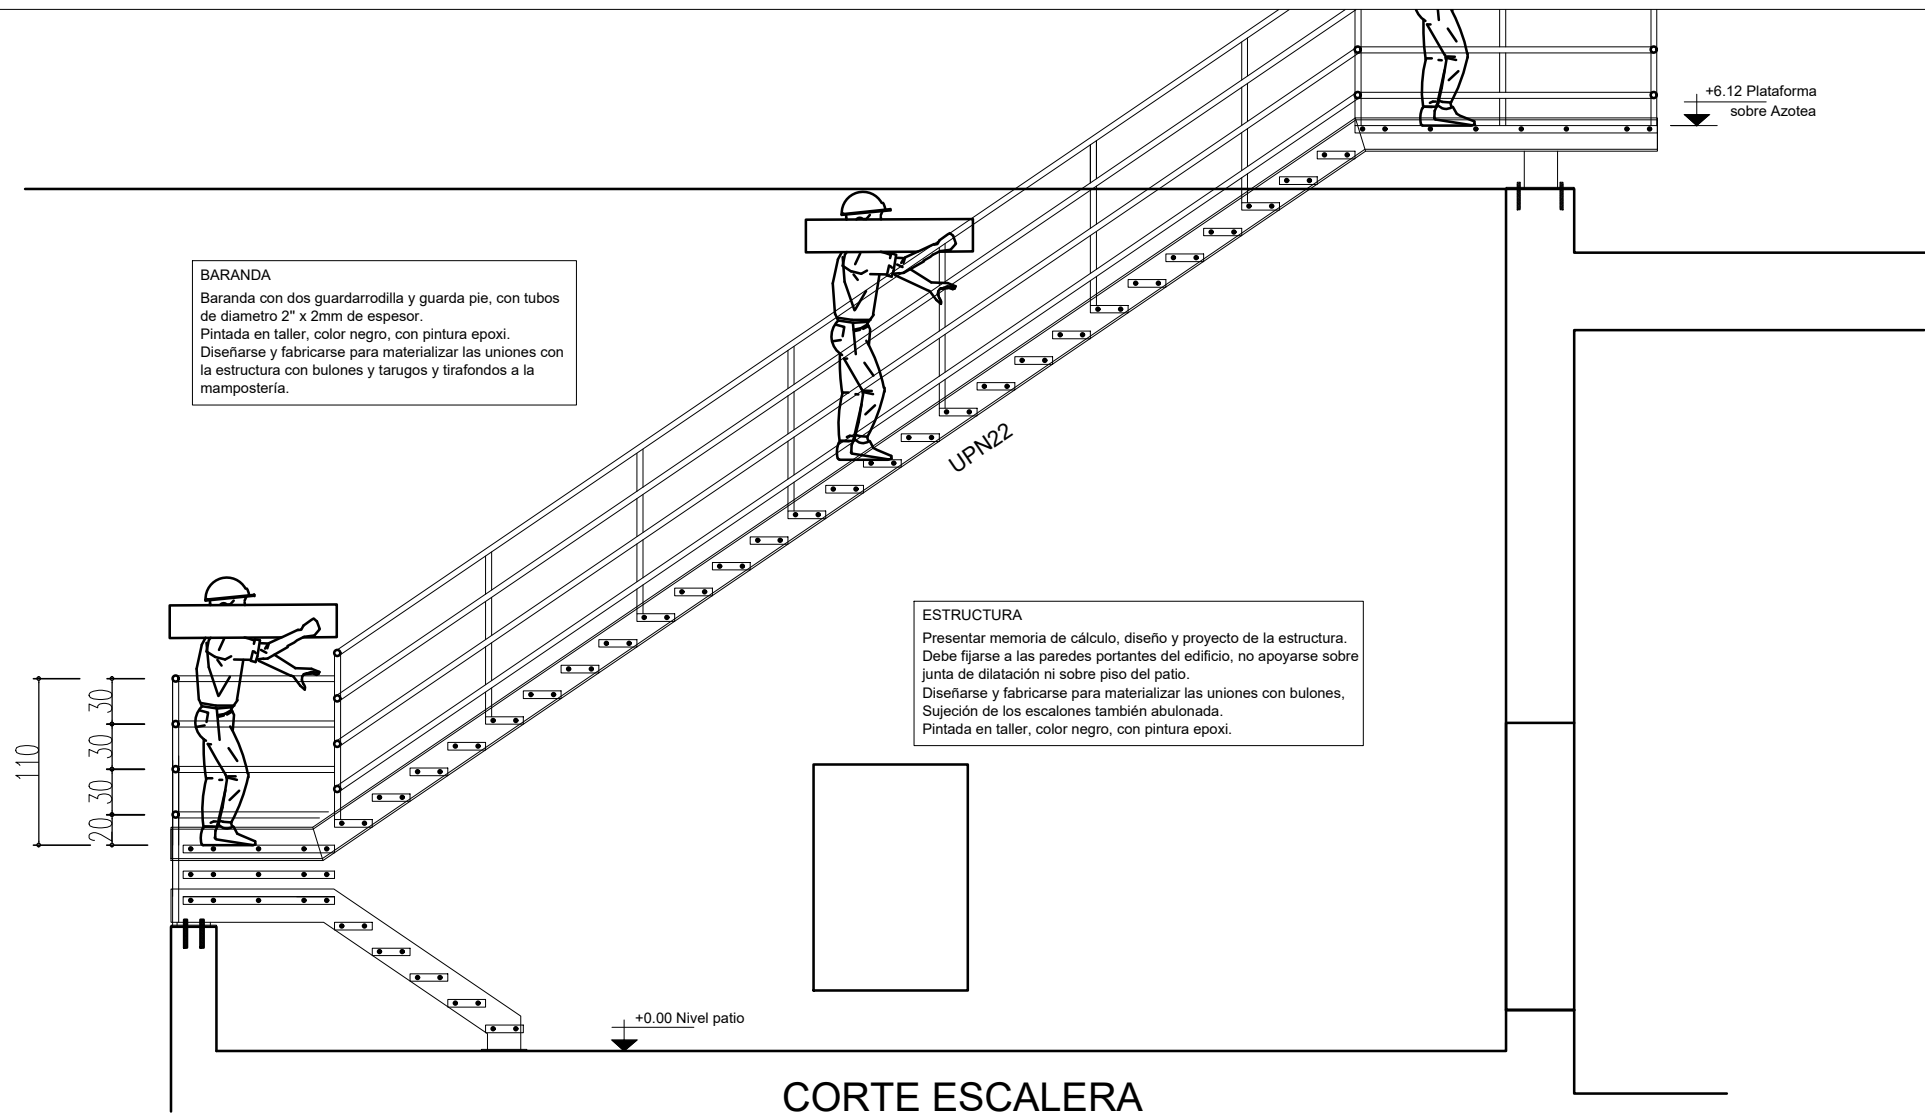 +6.12 Plataforma
sobre Azotea
BARANDA
Baranda con dos guardarrodilla y guarda pie, con tubos
de diametro 2" x 2mm de espesor.
Pintada en taller, color negro, con pintura epoxi.
Diseñarse y fabricarse para materializar las uniones con
la estructura con bulones y tarugos y tirafondos a la
mampostería.
UPN22
ESTRUCTURA
Presentar memoria de cálculo, diseño y proyecto de la estructura.
Debe fijarse a las paredes portantes del edificio, no apoyarse sobre
junta de dilatación ni sobre piso del patio.
Diseñarse y fabricarse para materializar las uniones con bulones,
Sujeción de los escalones también abulonada.
Pintada en taller, color negro, con pintura epoxi.
110
30
30
30
20
+0.00 Nivel patio
CORTE ESCALERA